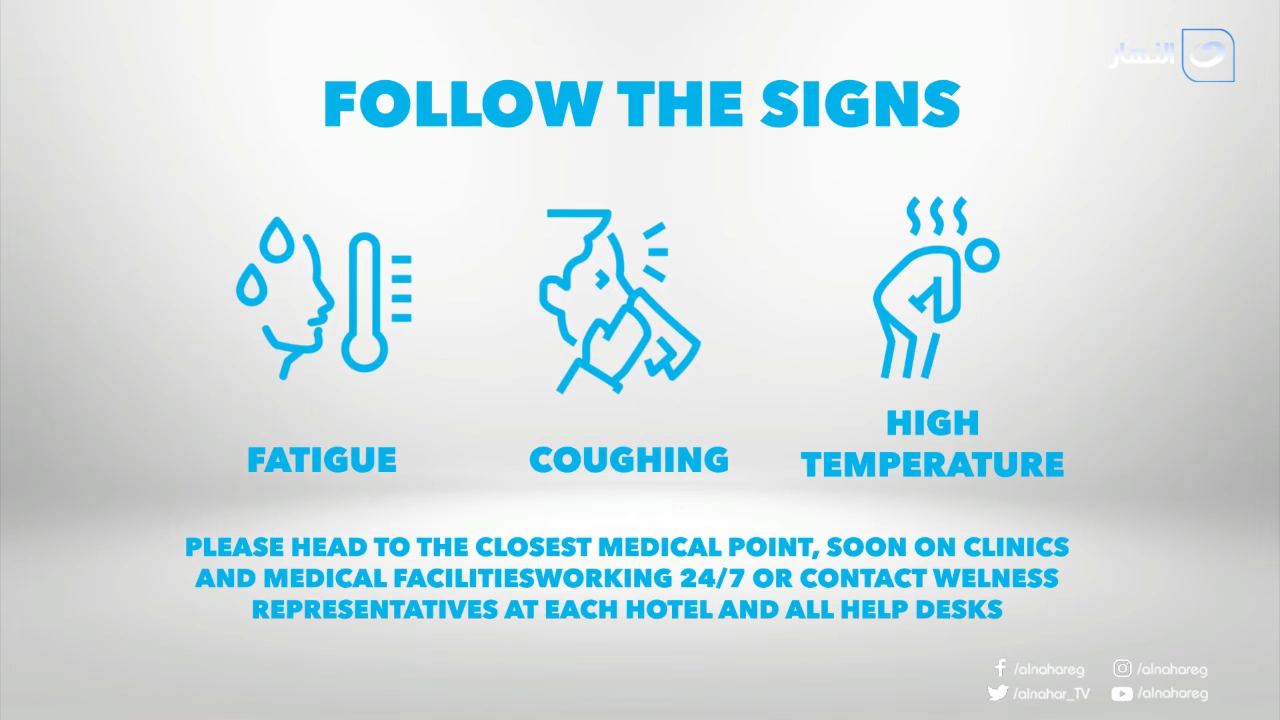 النهار
FOLLOW THE SIGNS
FATIGUE
COUGHING
HIGH
TEMPERATURE
PLEASE HEAD TO THE CLOSEST MEDICAL POINT, SOON ON CLINICS
AND MEDICAL FACILITIESWORKING 24/7 OR CONTACT WELNESS
REPRESENTATIVES AT EACH HOTEL AND ALL HELP DESKS
/alnahareg
/alnahareg
/alnahar_TV
/alnahareg